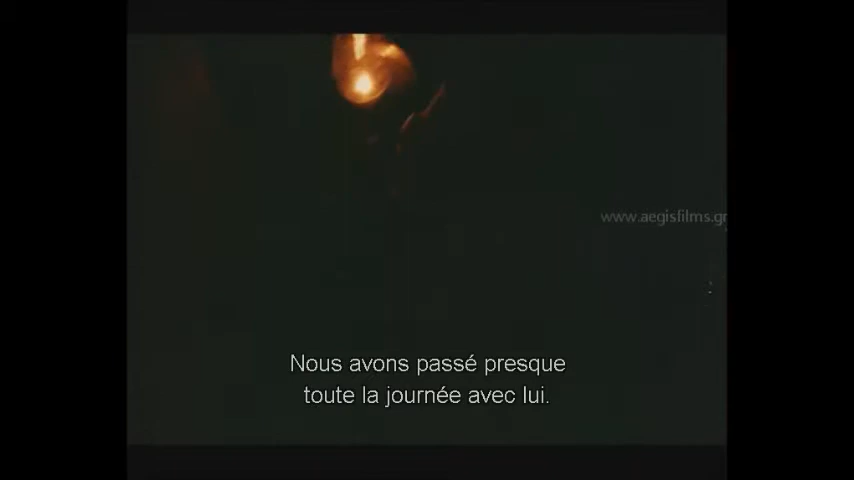 www.aegisfilms.gr
Nous avons passé presque
toute la journée avec lui.